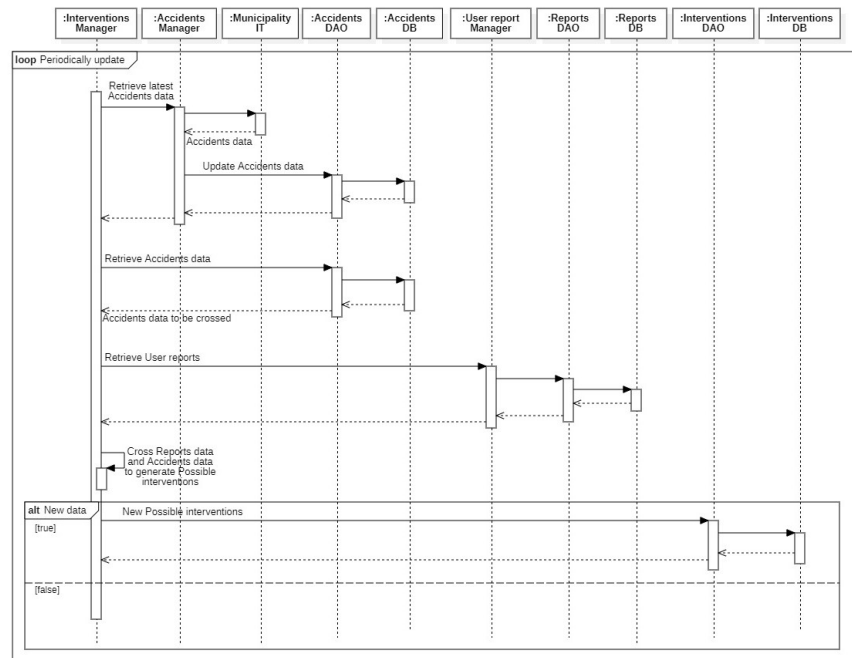 :Interventions
Manager
:Accidents
Manager
:Municipality
IT
:Accidents
DAO
:Accidents
DB
:User report
Manager
:Reports
DAO
:Reports
DB
:Interventions
DAO
:Interventions
DB
loop Periodically update
Retrieve latest
Accidents data
Accidents data
Update Accidents data
Retrieve Accidents data
Accidents data to be crossed
Retrieve User reports
Cross Reports data
and Accidents data
to generate Possible
interventions
alt New data
New Possible interventions
[true]
[false]